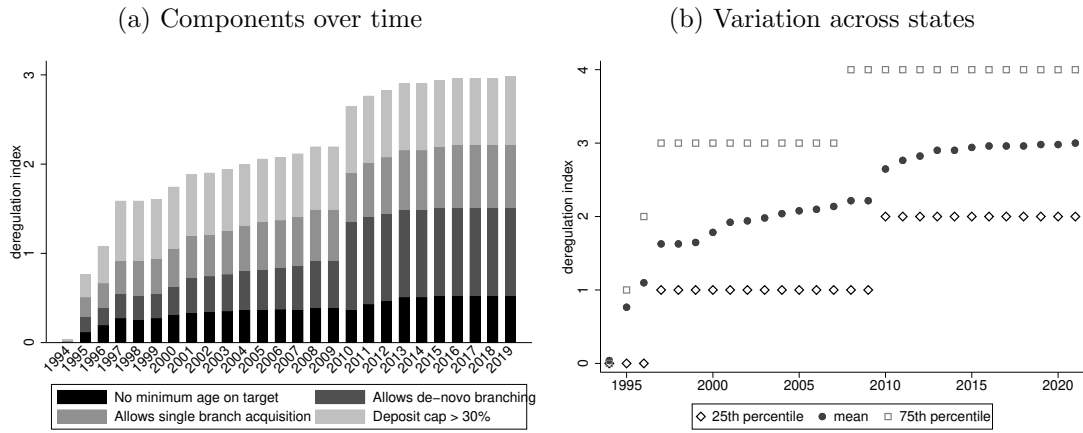 (a) Components over time
deregulation index
3
2
1
0
1994 1995 1996 1997 1998 1999 2000 2001 2002 2003 2004 2005 2006 2007 2008 2009 2010 2011 2012 2013 2014 2015 2016 2017 2018 2019
No minimum age on target Allows de-novo branching
Allows single branch acquisition Deposit cap > 30%
(b) Variation across states
deregulation index
4
3
2
1
0
1995 2000 2005 2010 2015 2020
25th percentile mean 75th percentile